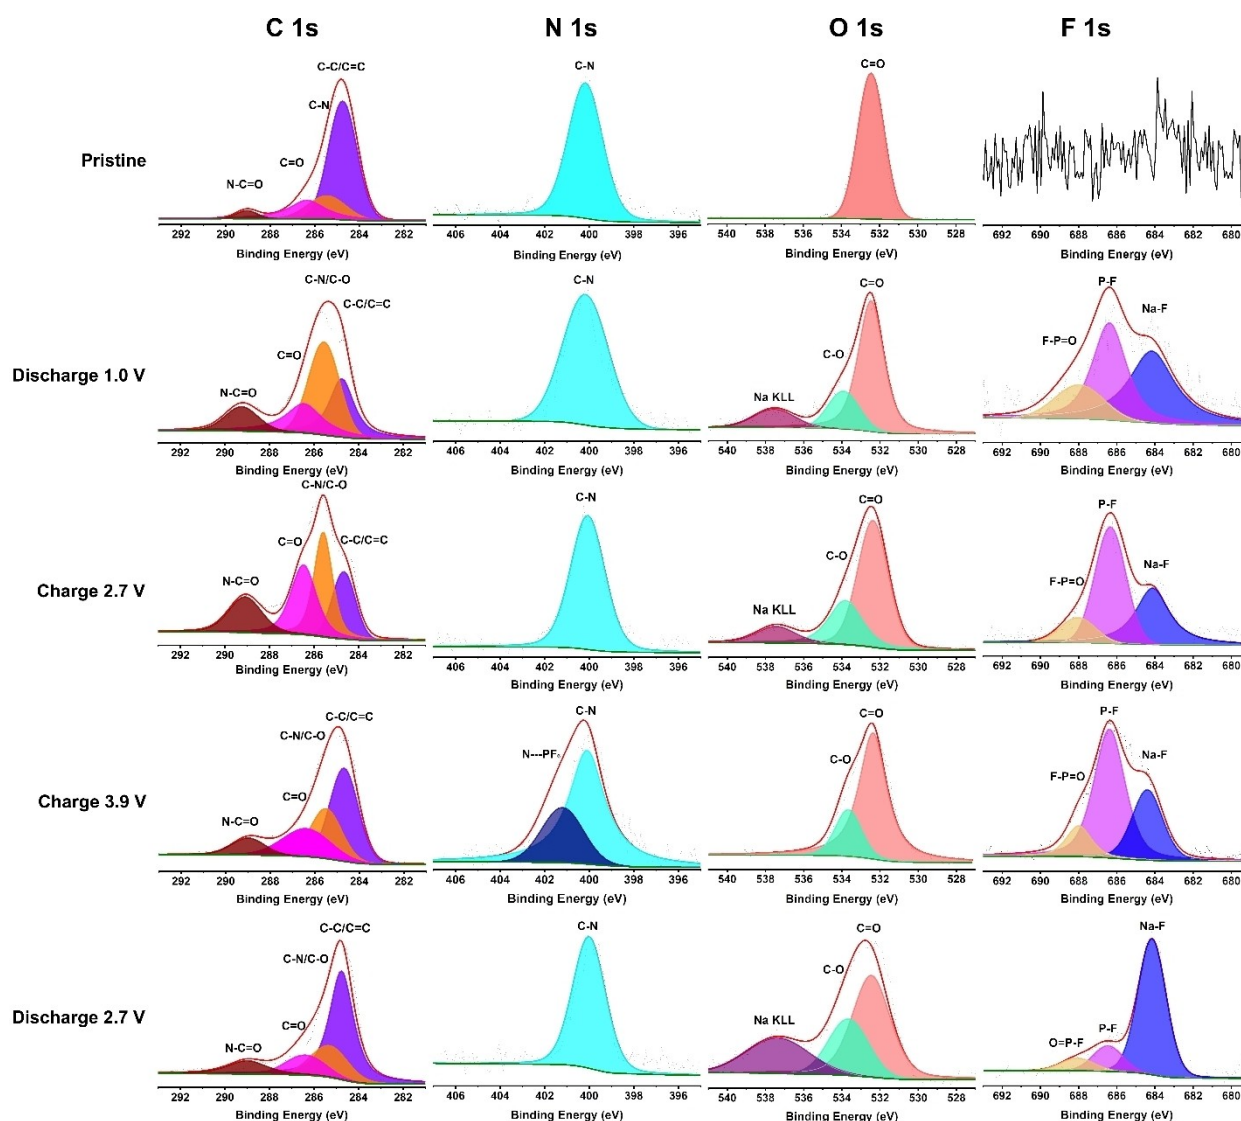 C 1s N 1s O 1s F 1s
Pristine
C-C/C=C
C-N
C=O
N-C=O
292 290 288 286 284 282
Binding Energy (eV)
C-N
406 404 402 400 398 396
Binding Energy (eV)
C=O
540 538 536 534 532 530 528
Binding Energy (eV)
692 690 688 686 684 682 680
Binding Energy (eV)
Discharge 1.0 V
C-N/C-O
C-C/C=C
C=O
N-C=O
292 290 288 286 284 282
Binding Energy (eV)
C-N
406 404 402 400 398 396
Binding Energy (eV)
C=O
C-O
Na KLL
540 538 536 534 532 530 528
Binding Energy (eV)
P-F
Na-F
F-P=O
692 690 688 686 684 682 680
Binding Energy (eV)
Charge 2.7 V
C-N/C-O
C=O
C-C/C=C
N-C=O
292 290 288 286 284 282
Binding Energy (eV)
C-N
406 404 402 400 398 396
Binding Energy (eV)
C=O
C-O
Na KLL
540 538 536 534 532 530 528
Binding Energy (eV)
P-F
Na-F
F-P=O
692 690 688 686 684 682 680
Binding Energy (eV)
Charge 3.9 V
C-C/C=C
C-N/C-O
C=O
N-C=O
292 290 288 286 284 282
Binding Energy (eV)
C-N
N---PF₆
406 404 402 400 398 396
Binding Energy (eV)
C=O
C-O
540 538 536 534 532 530 528
Binding Energy (eV)
P-F
Na-F
F-P=O
692 690 688 686 684 682 680
Binding Energy (eV)
Discharge 2.7 V
C-C/C=C
C-N/C-O
C=O
N-C=O
292 290 288 286 284 282
Binding Energy (eV)
C-N
406 404 402 400 398 396
Binding Energy (eV)
C=O
C-O
Na KLL
540 538 536 534 532 530 528
Binding Energy (eV)
Na-F
P-F
O=P-F
692 690 688 686 684 682 680
Binding Energy (eV)